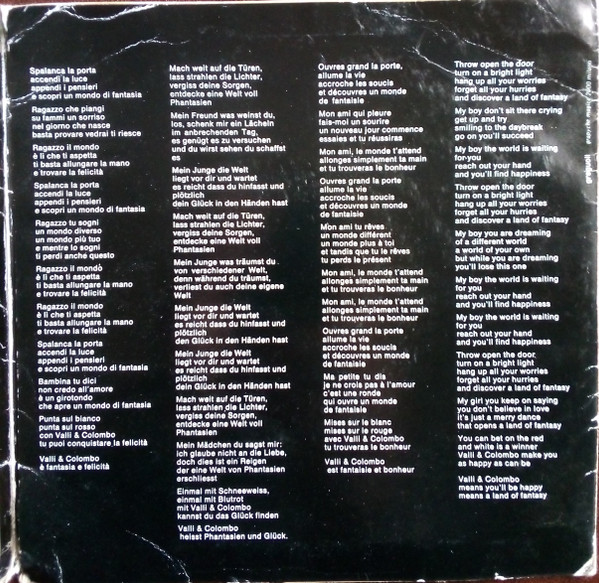 Spalanca la porta
accendi la luce
appendi i pensieri
e scopri un mondo di fantasia
Ragazzo che piangi
su fammi un sorriso
nel giorno che nasce
basta provare vedrai ti riesce
Ragazzo il mondo
è lì che ti aspetta
ti basta allungare la mano
e trovare la felicità
Spalanca la porta
accendi la luce
appendi i pensieri
e scopri un mondo di fantasia
Ragazzo tu sogni
un mondo diverso
un mondo più tuo
e mentre lo sogni
ti perdi anche questo
Ragazzo il mondo
è lì che ti aspetta
ti basta allungare la mano
e trovare la felicità
Ragazzo il mondo
è lì che ti aspetta
ti basta allungare la mano
e trovare la felicità
Spalanca la porta
accendi la luce
appendi i pensieri
e scopri un mondo di fantasia
Bambina tu dici
non credo all'amore
è un girotondo
che apre un mondo di fantasia
Punta sul bianco
punta sul rosso
con Valli & Colombo
tu puoi conquistare la felicità
Valli & Colombo
è fantasia e felicità
Mach weit auf die Türen,
lass strahlen die Lichter,
vergiss deine Sorgen,
entdecke eine Welt voll
Phantasien
Mein Freund was weinst du,
los, schenk mir ein Lächeln
im anbrechenden Tag,
es genügt es zu versuchen
und du wirst sehen du schaffst
es
Mein Junge die Welt
liegt vor dir und wartet
es reicht dass du hinfasst und
plötzlich
dein Glück in den Händen hast
Mach weit auf die Türen,
lass strahlen die Lichter,
vergiss deine Sorgen,
entdecke eine Welt voll
Phantasien
Mein Junge was träumst du
von verschiedener Welt,
denn während du träumst,
verliest du auch deine eigene
Welt
Mein Junge die Welt
liegt vor dir und wartet
es reicht dass du hinfasst und
plötzlich
den Glück in den Händen hast
Mein Junge die Welt
liegt vor dir und wartet
es reicht dass du hinfasst und
plötzlich
dein Glück in den Händen hast
Mach weit auf die Türen,
lass strahlen die Lichter,
vergiss deine Sorgen,
entdecke eine Welt voll
Phantasien
Mein Mädchen du sagst mir:
ich glaube nicht an die Liebe,
doch dies ist ein Reigen
der eine Welt von Phantasien
erschliesst
Einmal mit Schneeweiss,
einmal mit Blutrot
mit Valli & Colombo
kannst du das Glück finden
Valli & Colombo
heisst Phantasien und Glück.
Ouvres grand la porte,
allume la vie
accroche les soucis
et découvres un monde
de fantaisie
Mon ami qui pleure
fais-moi un sourire
un nouveau jour commence
essaies et tu réussiras
Mon ami, le monde t'attend
allonges simplement ta main
et tu trouveras le bonheur
Ouvres grand la porte
allume la vie
accroche les soucis
et découvres un monde
de fantaisie
Mon ami tu rêves
un monde différent
un monde plus à toi
et tandis que tu le rêves
tu perds le présent
Mon ami, le monde t'attend
allonges simplement ta main
et tu trouveras le bonheur
Mon ami, le monde t'attend
allonges simplement ta main
et tu trouveras le bonheur
Ouvres grand la porte
allume la vie
accroche les soucis
et découvres un monde
de fantaisie
Ma petite tu dis
je ne crois pas à l'amour
c'est une ronde
qui ouvre un monde
de fantaisie
Mises sur le blanc
mises sur le rouge
avec Valli & Colombo
tu trouveras le bonheur
Valli & Colombo
est fantaisie et bonheur
Throw open the door
turn on a bright light
hang up all your worries
forget all your hurries
and discover a land of fantasy
My boy don't sit there crying
get up and try
smiling to the daybreak
go on you'll succeed
My boy the world is waiting
for you
reach out your hand
and you'll find happiness
Throw open the door
turn on a bright light
hang up all your worries
forget all your hurries
and discover a land of fantasy
My boy you are dreaming
of a different world
a world of your own
but while you are dreaming
you'll lose this one
My boy the world is waiting
for you
reach out your hand
and you'll find happiness
My boy the world is waiting
for you
reach out your hand
and you'll find happiness
Throw open the door
turn on a bright light
hang up all your worries
forget all your hurries
and discover a land of fantasy
My girl you keep on saying
you don't believe in love
it's just a merry dance
that opens a land of fantasy
You can bet on the red
and white is a winner
Valli & Colombo make you
as happy as can be
Valli & Colombo
means you'll be happy
means a land of fantasy